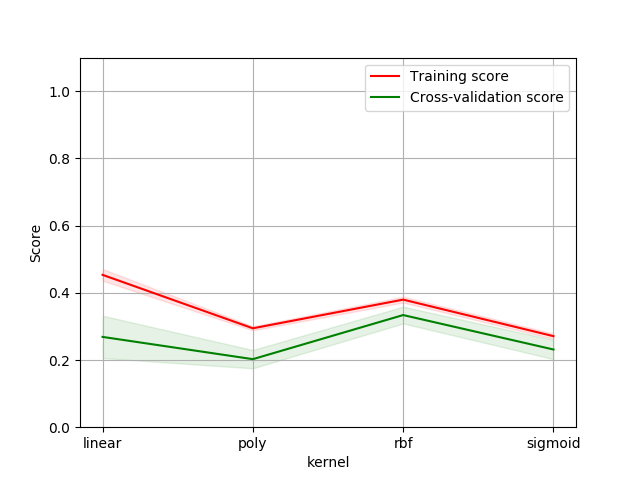 Training score
Cross-validation score
1.0
0.8
0.6
0.4
0.2
0.0
Score
linear poly rbf sigmoid
kernel